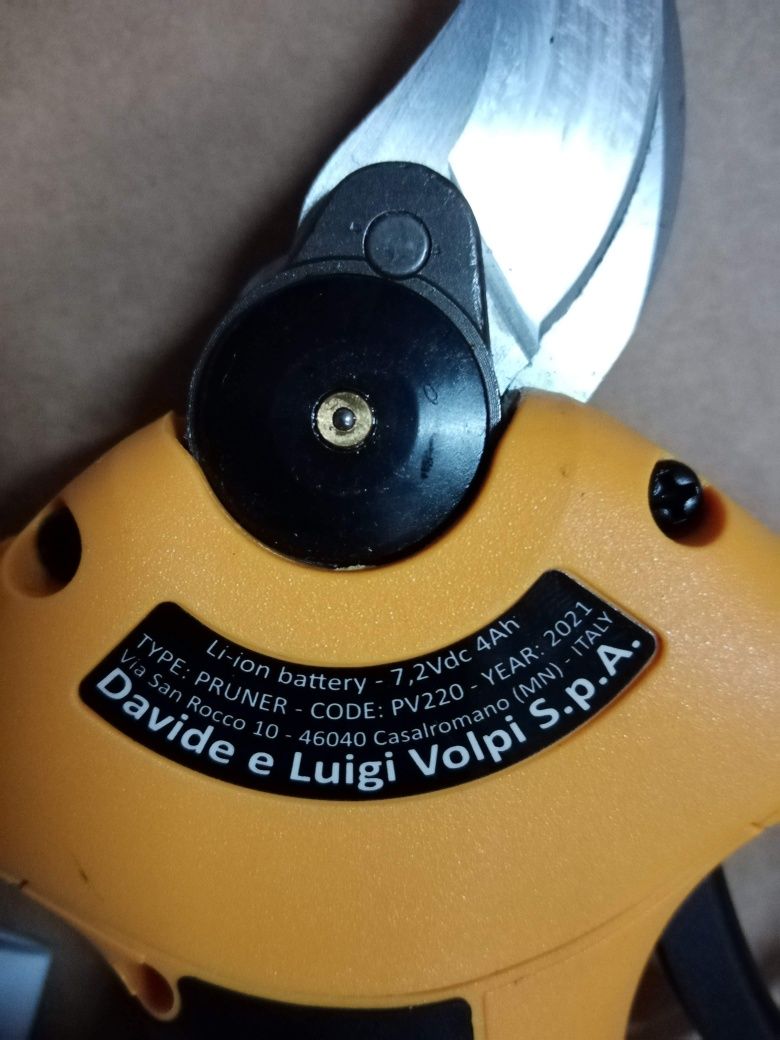 Li-ion battery - 7,2Vdc 4Ah
TYPE: PRUNER - CODE: PV220 - YEAR: 2021
Via San Rocco 10 - 46040 Casalromano (MN) - ITALY
Davide e Luigi Volpi S.p.A.